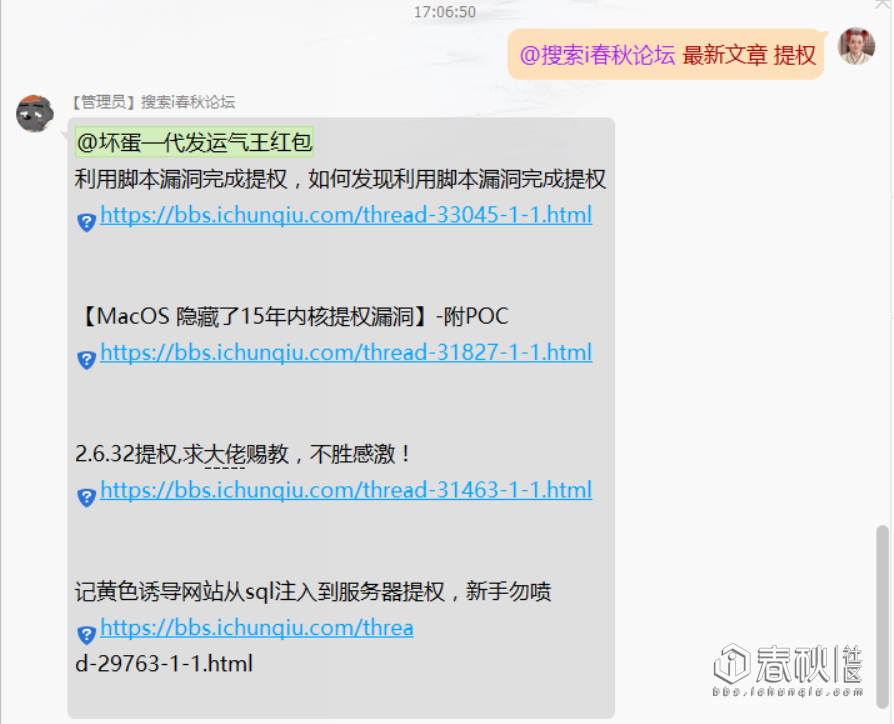 17:06:50
@搜索i春秋论坛 最新文章 提权
【管理员】搜索i春秋论坛
@坏蛋—代发运气王红包
利用脚本漏洞完成提权，如何发现利用脚本漏洞完成提权
https://bbs.ichunqiu.com/thread-33045-1-1.html
【MacOS 隐藏了15年内核提权漏洞】-附POC
https://bbs.ichunqiu.com/thread-31827-1-1.html
2.6.32提权,求大佬赐教，不胜感激！
https://bbs.ichunqiu.com/thread-31463-1-1.html
记黄色诱导网站从sql注入到服务器提权，新手勿喷
https://bbs.ichunqiu.com/threa
d-29763-1-1.html
春秋社区
bbs.ichunqiu.com